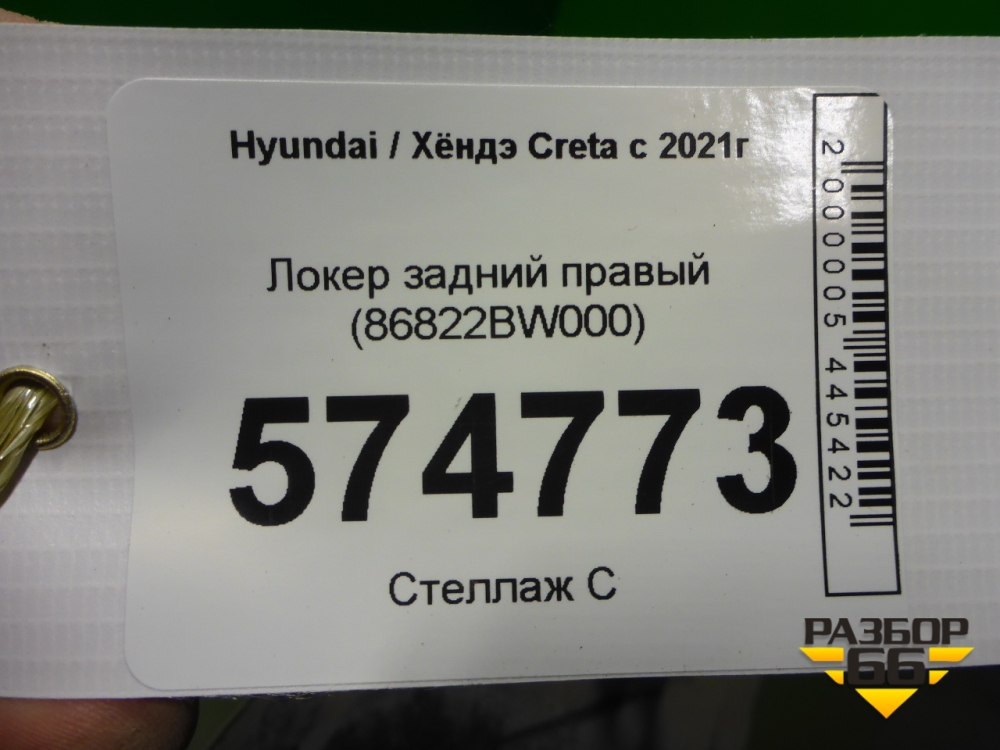 Hyundai / Хёндэ Creta с 2021г
Локер задний правый
(86822BW000)
574773
Стеллаж С
2000005445422
РАЗБОР
66